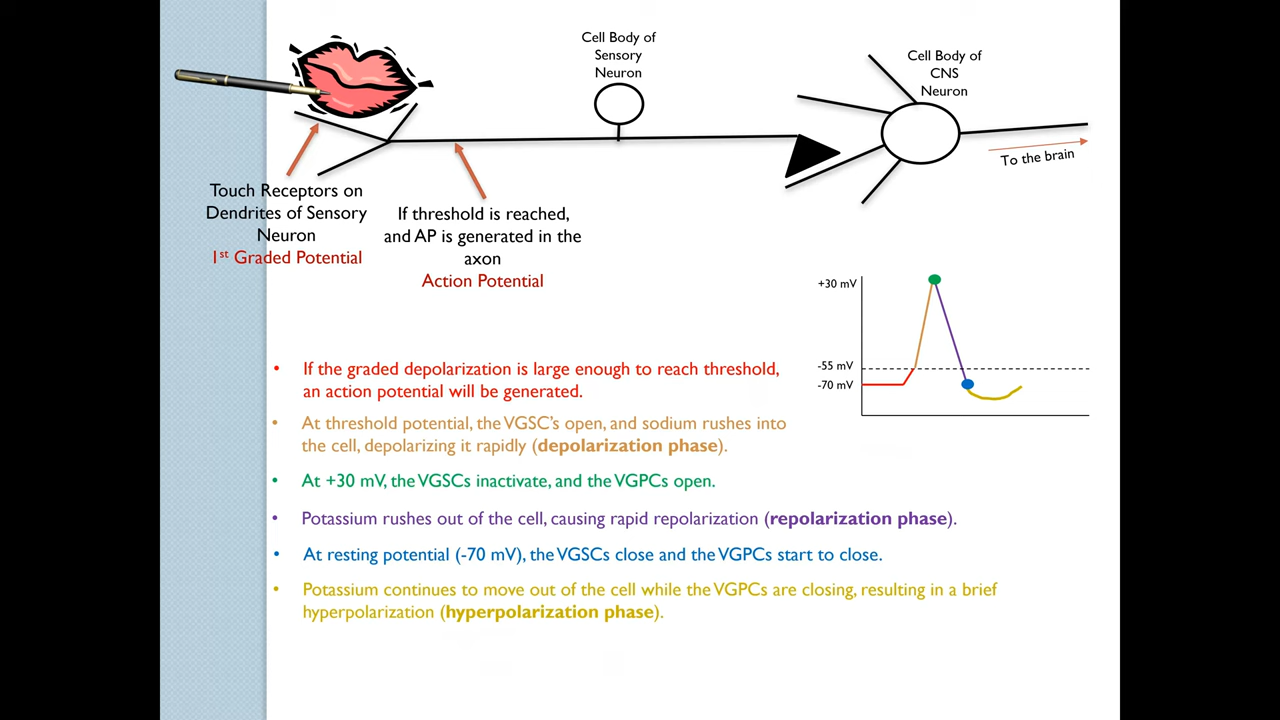 Cell Body of
Sensory
Neuron
Cell Body of
CNS
Neuron
To the brain
Touch Receptors on
Dendrites of Sensory
Neuron
1st Graded Potential
If threshold is reached,
and AP is generated in the
axon
Action Potential
+30 mV
-55 mV
-70 mV
• If the graded depolarization is large enough to reach threshold,
an action potential will be generated.
• At threshold potential, the VGSC's open, and sodium rushes into
the cell, depolarizing it rapidly (depolarization phase).
• At +30 mV, the VGSCs inactivate, and the VGPCs open.
• Potassium rushes out of the cell, causing rapid repolarization (repolarization phase).
• At resting potential (-70 mV), the VGSCs close and the VGPCs start to close.
• Potassium continues to move out of the cell while the VGPCs are closing, resulting in a brief
hyperpolarization (hyperpolarization phase).